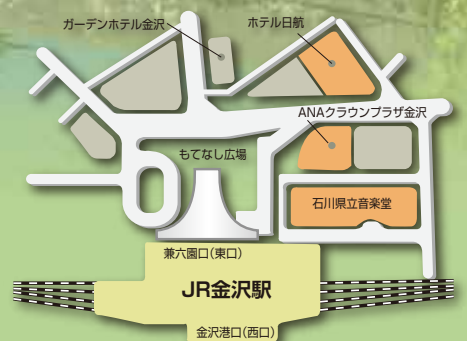 ガーデンホテル金沢
ホテル日航
ANAクラウンプラザ金沢
もてなし広場
石川県立音楽堂
兼六園口(東口)
JR金沢駅
金沢港口(西口)